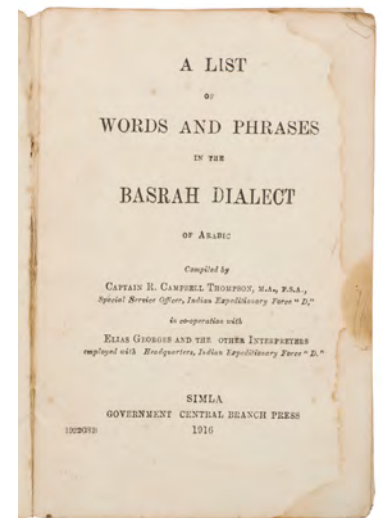 A LIST
OF
WORDS AND PHRASES
IN THE
BASRAH DIALECT
OF ARABIC
Compiled by
CAPTAIN R. CAMPBELL THOMPSON, M.A., F.S.A.,
Special Service Officer, Indian Expeditionary Force "D,"
in co-operation with
ELIAS GEORGES AND THE OTHER INTERPRETERS
employed with Headquarters, Indian Expeditionary Force "D."
SIMLA
GOVERNMENT CENTRAL BRANCH PRESS
1916